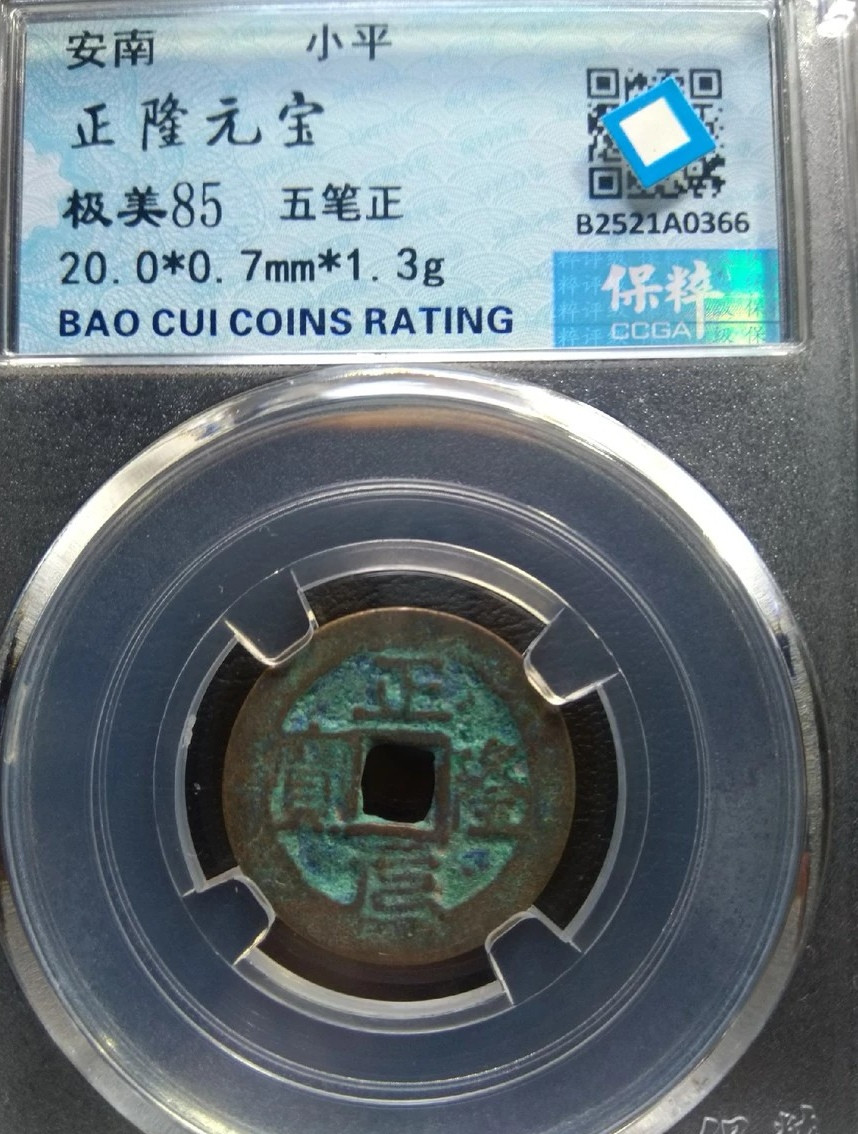 安南 小平
正隆元宝
极美85 五笔正
B2521A0366
20.0*0.7mm*1.3g
保粹
CCGA
BAO CUI COINS RATING
正
寶 隆